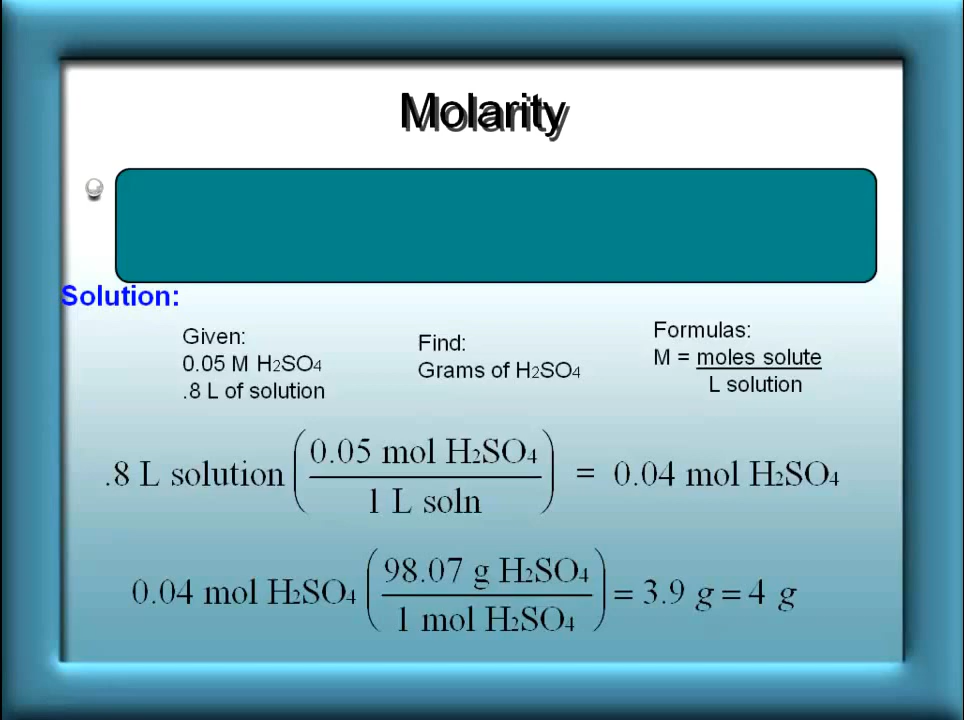 Molarity
Solution:
Given:
0.05 M H2SO4
.8 L of solution
Find:
Grams of H2SO4
Formulas:
M = moles solute
L solution
.8 L solution (0.05 mol H2SO4 / 1 L soln) = 0.04 mol H2SO4
0.04 mol H2SO4 (98.07 g H2SO4 / 1 mol H2SO4) = 3.9 g = 4 g